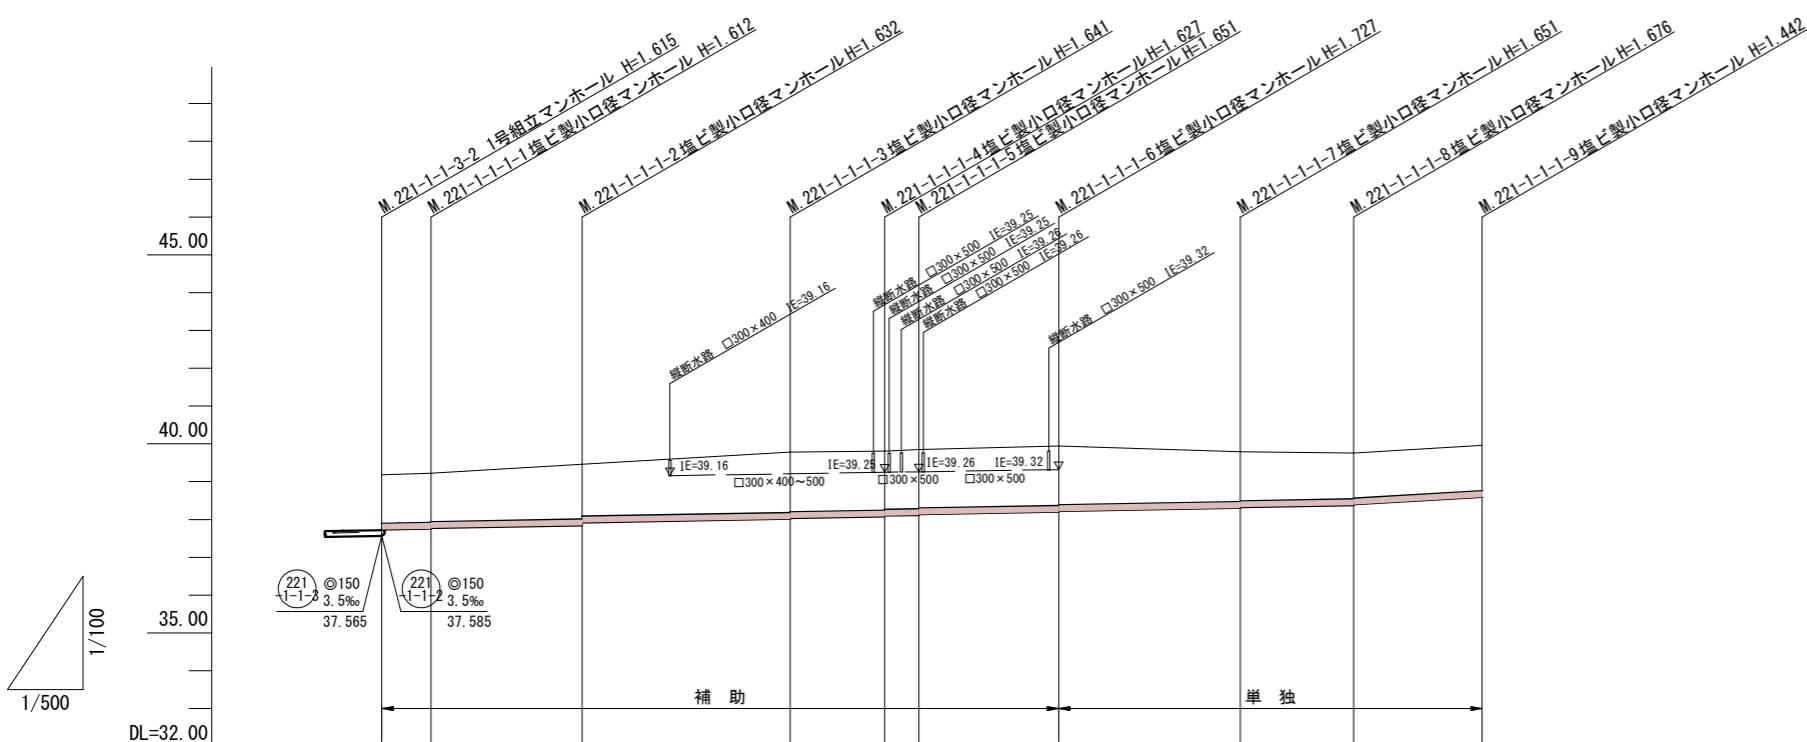 M.221-1-1-3-2 1号組立マンホール H=1.615
M.221-1-1-1-1塩ビ製小口径マンホール H=1.612
M.221-1-1-1-2塩ビ製小口径マンホールH=1.632
M.221-1-1-1-3塩ビ製小口径マンホールH=1.641
M.221-1-1-1-4塩ビ製小口径マンホールH=1.627
M.221-1-1-1-5塩ビ製小口径マンホールH=1.651
M.221-1-1-1-6塩ビ製小口径マンホールH=1.727
M.221-1-1-1-7塩ビ製小口径マンホールH=1.651
M.221-1-1-1-8塩ビ製小口径マンホールH=1.676
M.221-1-1-1-9塩ビ製小口径マンホール H=1.442
縦断水路 □300×400 IE=39.16
縦断水路 □300×500 IE=39.25
縦断水路 □300×500 IE=39.25
縦断水路 □300×500 IE=39.26
縦断水路 □300×500 IE=39.26
縦断水路 □300×500 IE=39.32
45.00
40.00
IE=39.16
IE=39.25
IE=39.26
IE=39.32
□300×400~500
□300×500
□300×500
221
-1-1-3
◎150
3.5‰
37.565
221
-1-1-2
◎150
3.5‰
37.585
35.00
1/100
1/500
補 助
単 独
DL=32.00